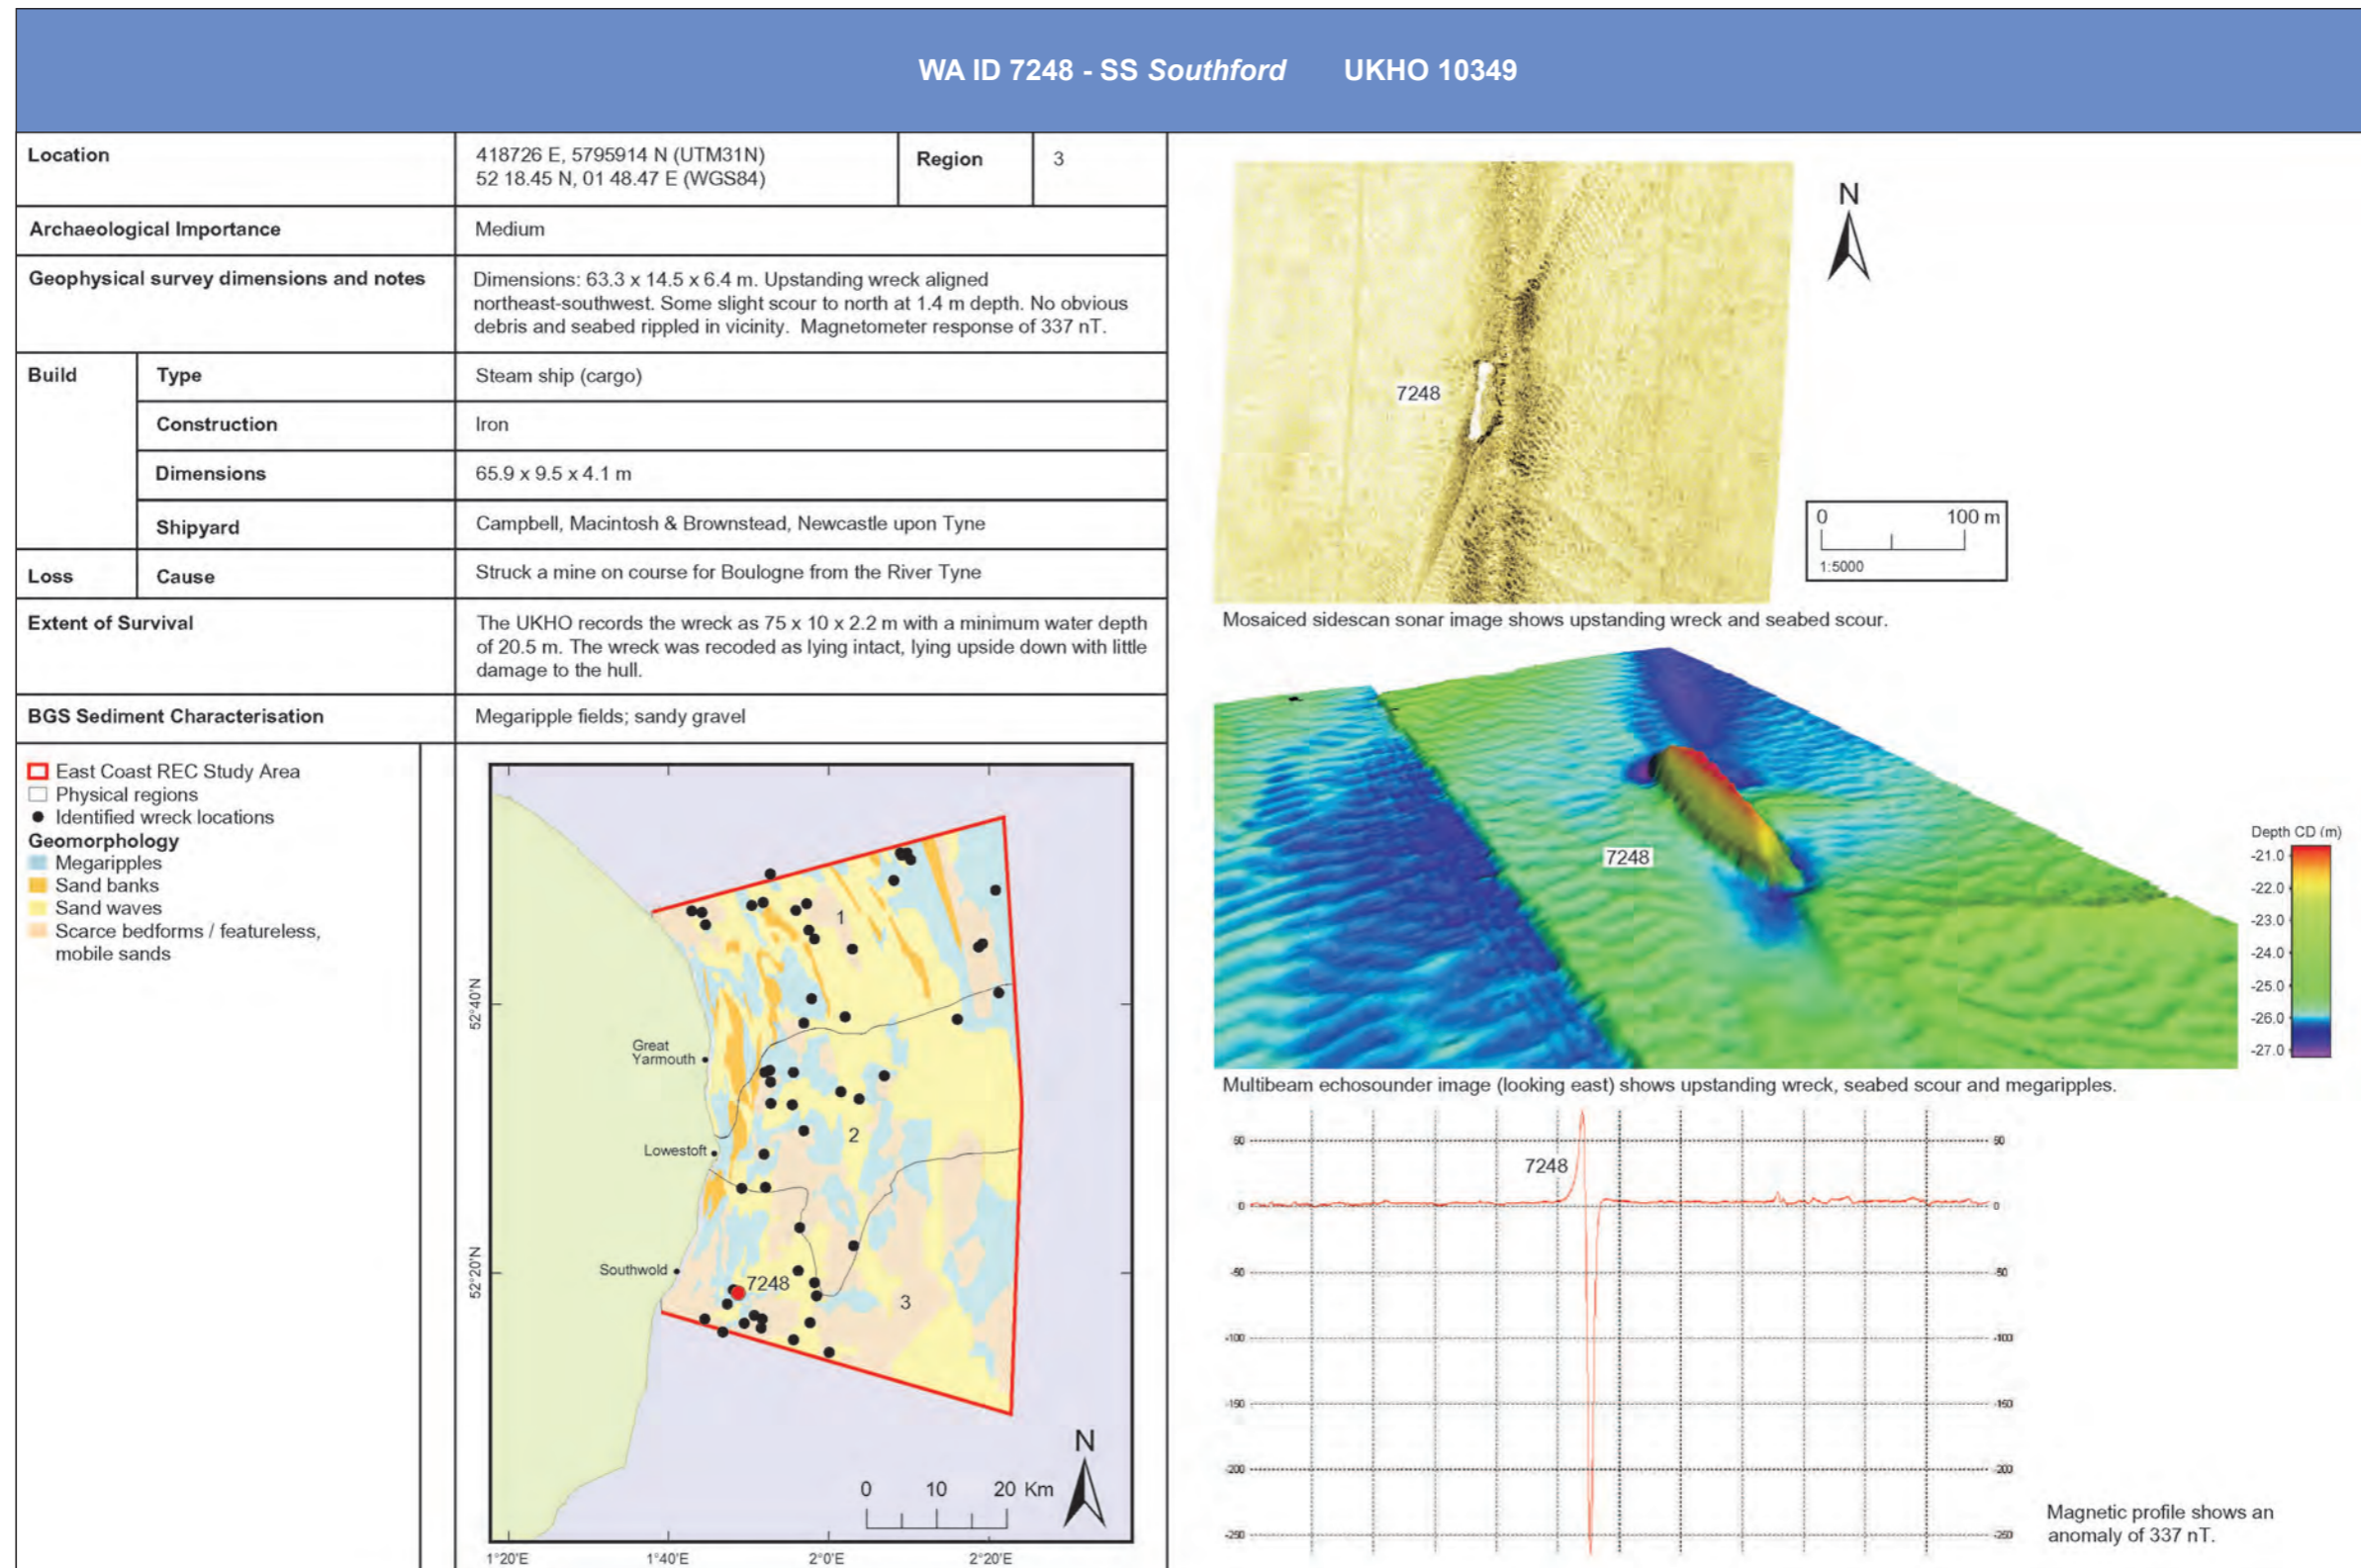 WA ID 7248 - SS Southford UKHO 10349
Location
418726 E, 5795914 N (UTM31N)
52 18.45 N, 01 48.47 E (WGS84)
Region
3
Archaeological Importance
Medium
Geophysical survey dimensions and notes
Dimensions: 63.3 x 14.5 x 6.4 m. Upstanding wreck aligned
northeast-southwest. Some slight scour to north at 1.4 m depth. No obvious
debris and seabed rippled in vicinity. Magnetometer response of 337 nT.
Build
Type
Steam ship (cargo)
Construction
Iron
Dimensions
65.9 x 9.5 x 4.1 m
Shipyard
Campbell, Macintosh & Brownstead, Newcastle upon Tyne
Loss
Cause
Struck a mine on course for Boulogne from the River Tyne
Extent of Survival
The UKHO records the wreck as 75 x 10 x 2.2 m with a minimum water depth
of 20.5 m. The wreck was recoded as lying intact, lying upside down with little
damage to the hull.
BGS Sediment Characterisation
Megaripple fields; sandy gravel
East Coast REC Study Area
Physical regions
Identified wreck locations
Geomorphology
Megaripples
Sand banks
Sand waves
Scarce bedforms / featureless,
mobile sands
1
52°40'N
Great
Yarmouth
2
Lowestoft
52°20'N
Southwold
7248
3
N
0 10 20 Km
1°20'E 1°40'E 2°0'E 2°20'E
N
7248
0 100 m
1:5000
Mosaiced sidescan sonar image shows upstanding wreck and seabed scour.
7248
Depth CD (m)
-21.0
-22.0
-23.0
-24.0
-25.0
-26.0
-27.0
Multibeam echosounder image (looking east) shows upstanding wreck, seabed scour and megaripples.
50 50
7248
0 0
-50 -50
-100 -100
-150 -150
-200 -200
-250 -250
Magnetic profile shows an
anomaly of 337 nT.